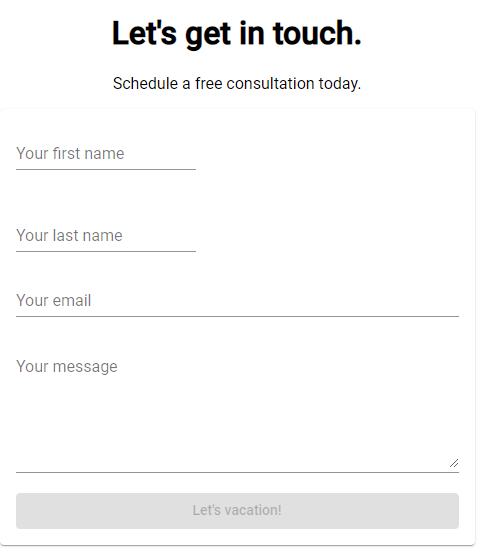 Let's get in touch.
Schedule a free consultation today.
Your first name
Your last name
Your email
Your message
Let's vacation!